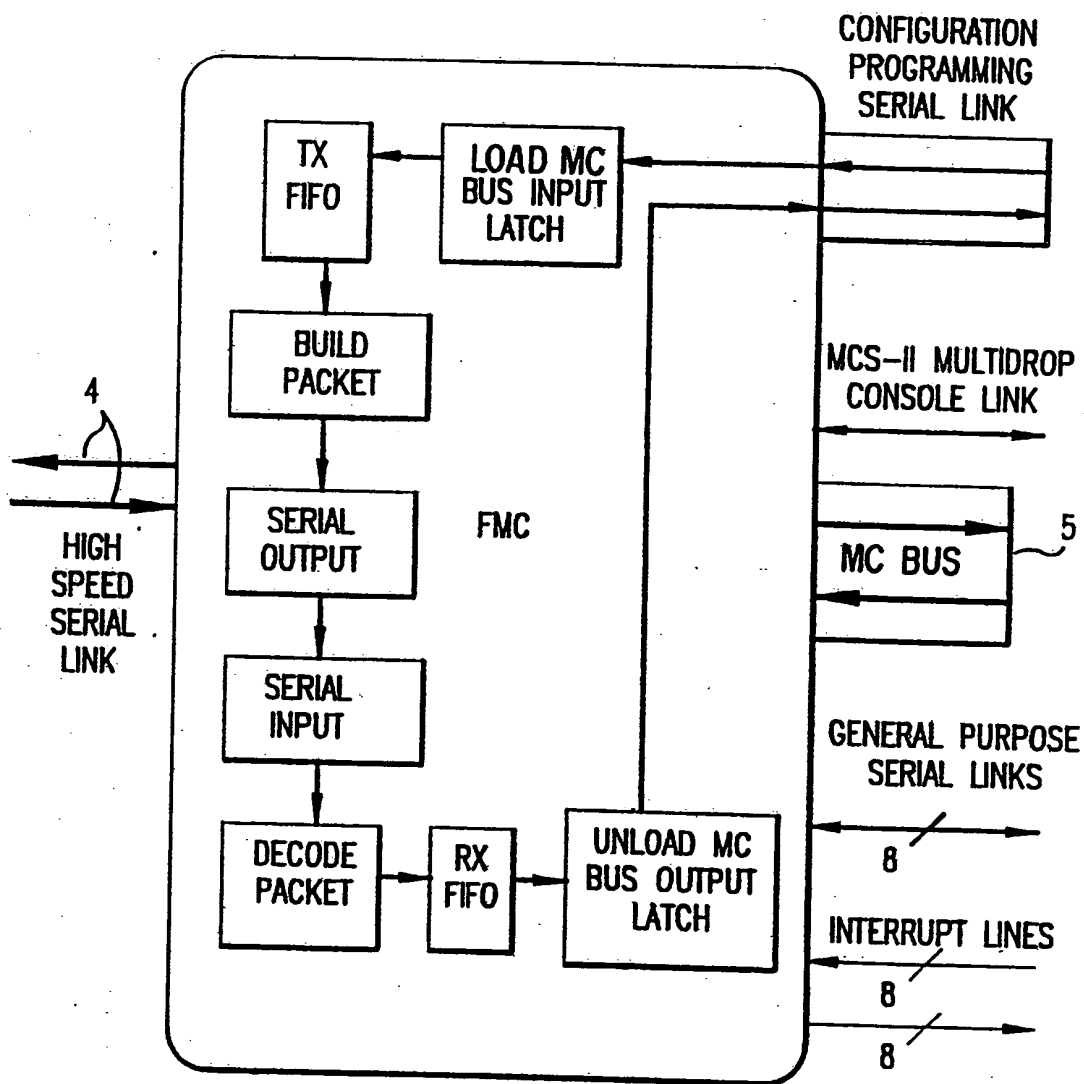 CONFIGURATION
PROGRAMMING
SERIAL LINK
TX
FIFO
LOAD MC
BUS INPUT
LATCH
BUILD
PACKET
MCS-II MULTIDROP
CONSOLE LINK
4
SERIAL
OUTPUT
FMC
HIGH
SPEED
SERIAL
LINK
MC BUS
5
SERIAL
INPUT
GENERAL PURPOSE
SERIAL LINKS
8
DECODE
PACKET
RX
FIFO
UNLOAD MC
BUS OUTPUT
LATCH
INTERRUPT LINES
8
8